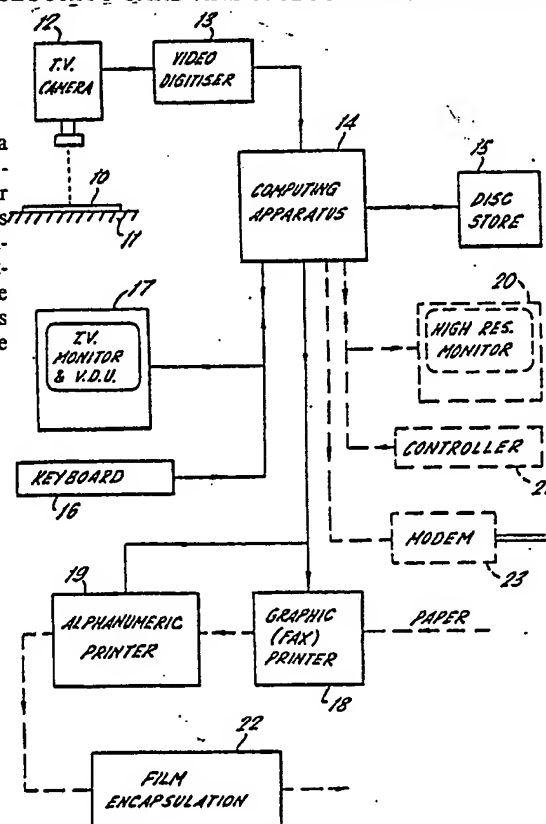 12
T.V.
CAMERA
13
VIDEO
DIGITISER
14
COMPUTING
APPARATUS
15
DISC
STORE
10
11
a
-
r
s
-
-
e
s
e
17
T.V.
MONITOR
& V.D.U.
20
HIGH RES.
MONITOR
KEYBOARD
16
CONTROLLER
MODEM
23
19
ALPHANUMERIC
PRINTER
GRAPHIC
(FAX)
PRINTER
18
PAPER
22
FILM
ENCAPSULATION